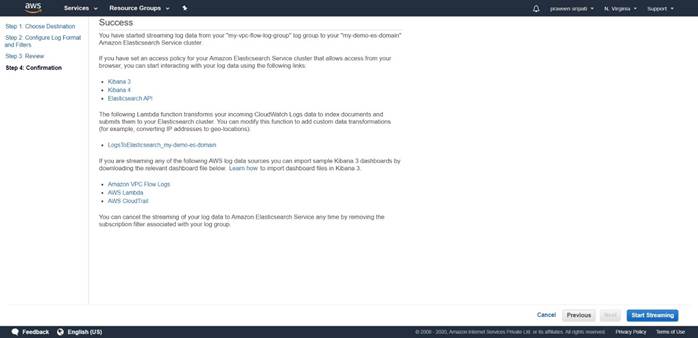 aws Services Resource Groups praveen sripati N. Virginia Support
Step 1: Choose Destination
Step 2: Configure Log Format
and Filters
Step 3: Review
Step 4: Confirmation
Success
You have started streaming log data from your "my-vpc-flow-log-group" log group to your "my-demo-es-domain"
Amazon Elasticsearch Service cluster.
If you have set an access policy for your Amazon Elasticsearch Service cluster that allows access from your
browser, you can start interacting with your log data using the following links:
• Kibana 3
• Kibana 4
• Elasticsearch API
The following Lambda function transforms your incoming CloudWatch Logs data to index documents and
submits them to your Elasticsearch cluster. You can modify this function to add custom data transformations
(for example, converting IP addresses to geo-locations).
• LogsToElasticsearch_my-demo-es-domain
If you are streaming any of the following AWS log data sources you can import sample Kibana 3 dashboards by
downloading the relevant dashboard file below. Learn how to import dashboard files in Kibana 3.
• Amazon VPC Flow Logs
• AWS Lambda
• AWS CloudTrail
You can cancel the streaming of your log data to Amazon Elasticsearch Service any time by removing the
subscription filter associated with your log group.
Cancel Previous Next Start Streaming
Feedback English (US) © 2008 - 2020, Amazon Internet Services Private Ltd. or its affiliates. All rights reserved. Privacy Policy Terms of Use